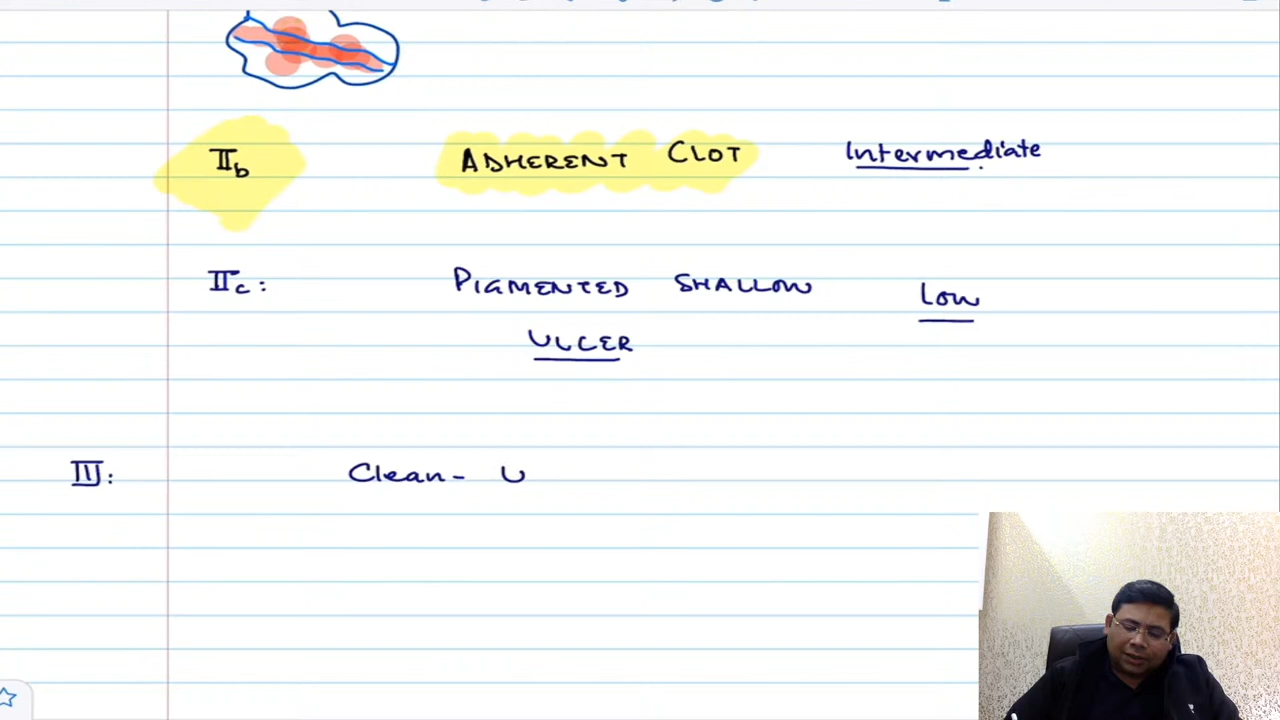 IIb ADHERENT CLOT Intermediate
IIc: PIGMENTED SHALLOW Low
ULCER
III: Clean- U